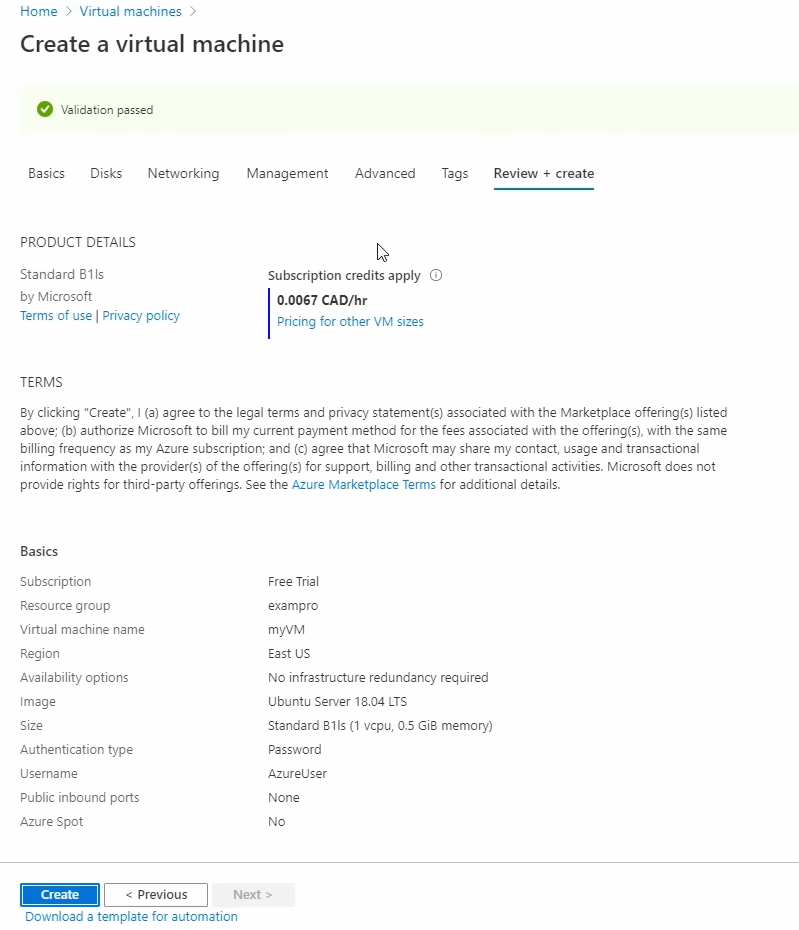 Home > Virtual machines >
Create a virtual machine
Validation passed
Basics Disks Networking Management Advanced Tags Review + create
PRODUCT DETAILS
Standard B1ls
by Microsoft
Terms of use | Privacy policy
Subscription credits apply
0.0067 CAD/hr
Pricing for other VM sizes
TERMS
By clicking "Create", I (a) agree to the legal terms and privacy statement(s) associated with the Marketplace offering(s) listed
above; (b) authorize Microsoft to bill my current payment method for the fees associated with the offering(s), with the same
billing frequency as my Azure subscription; and (c) agree that Microsoft may share my contact, usage and transactional
information with the provider(s) of the offering(s) for support, billing and other transactional activities. Microsoft does not
provide rights for third-party offerings. See the Azure Marketplace Terms for additional details.
Basics
Subscription Free Trial
Resource group exampro
Virtual machine name myVM
Region East US
Availability options No infrastructure redundancy required
Image Ubuntu Server 18.04 LTS
Size Standard B1ls (1 vcpu, 0.5 GiB memory)
Authentication type Password
Username AzureUser
Public inbound ports None
Azure Spot No
Create < Previous Next >
Download a template for automation